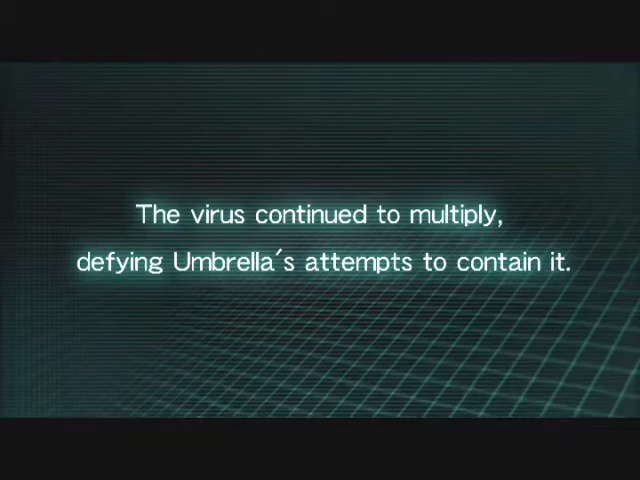 The virus continued to multiply,
defying Umbrella´s attempts to contain it.